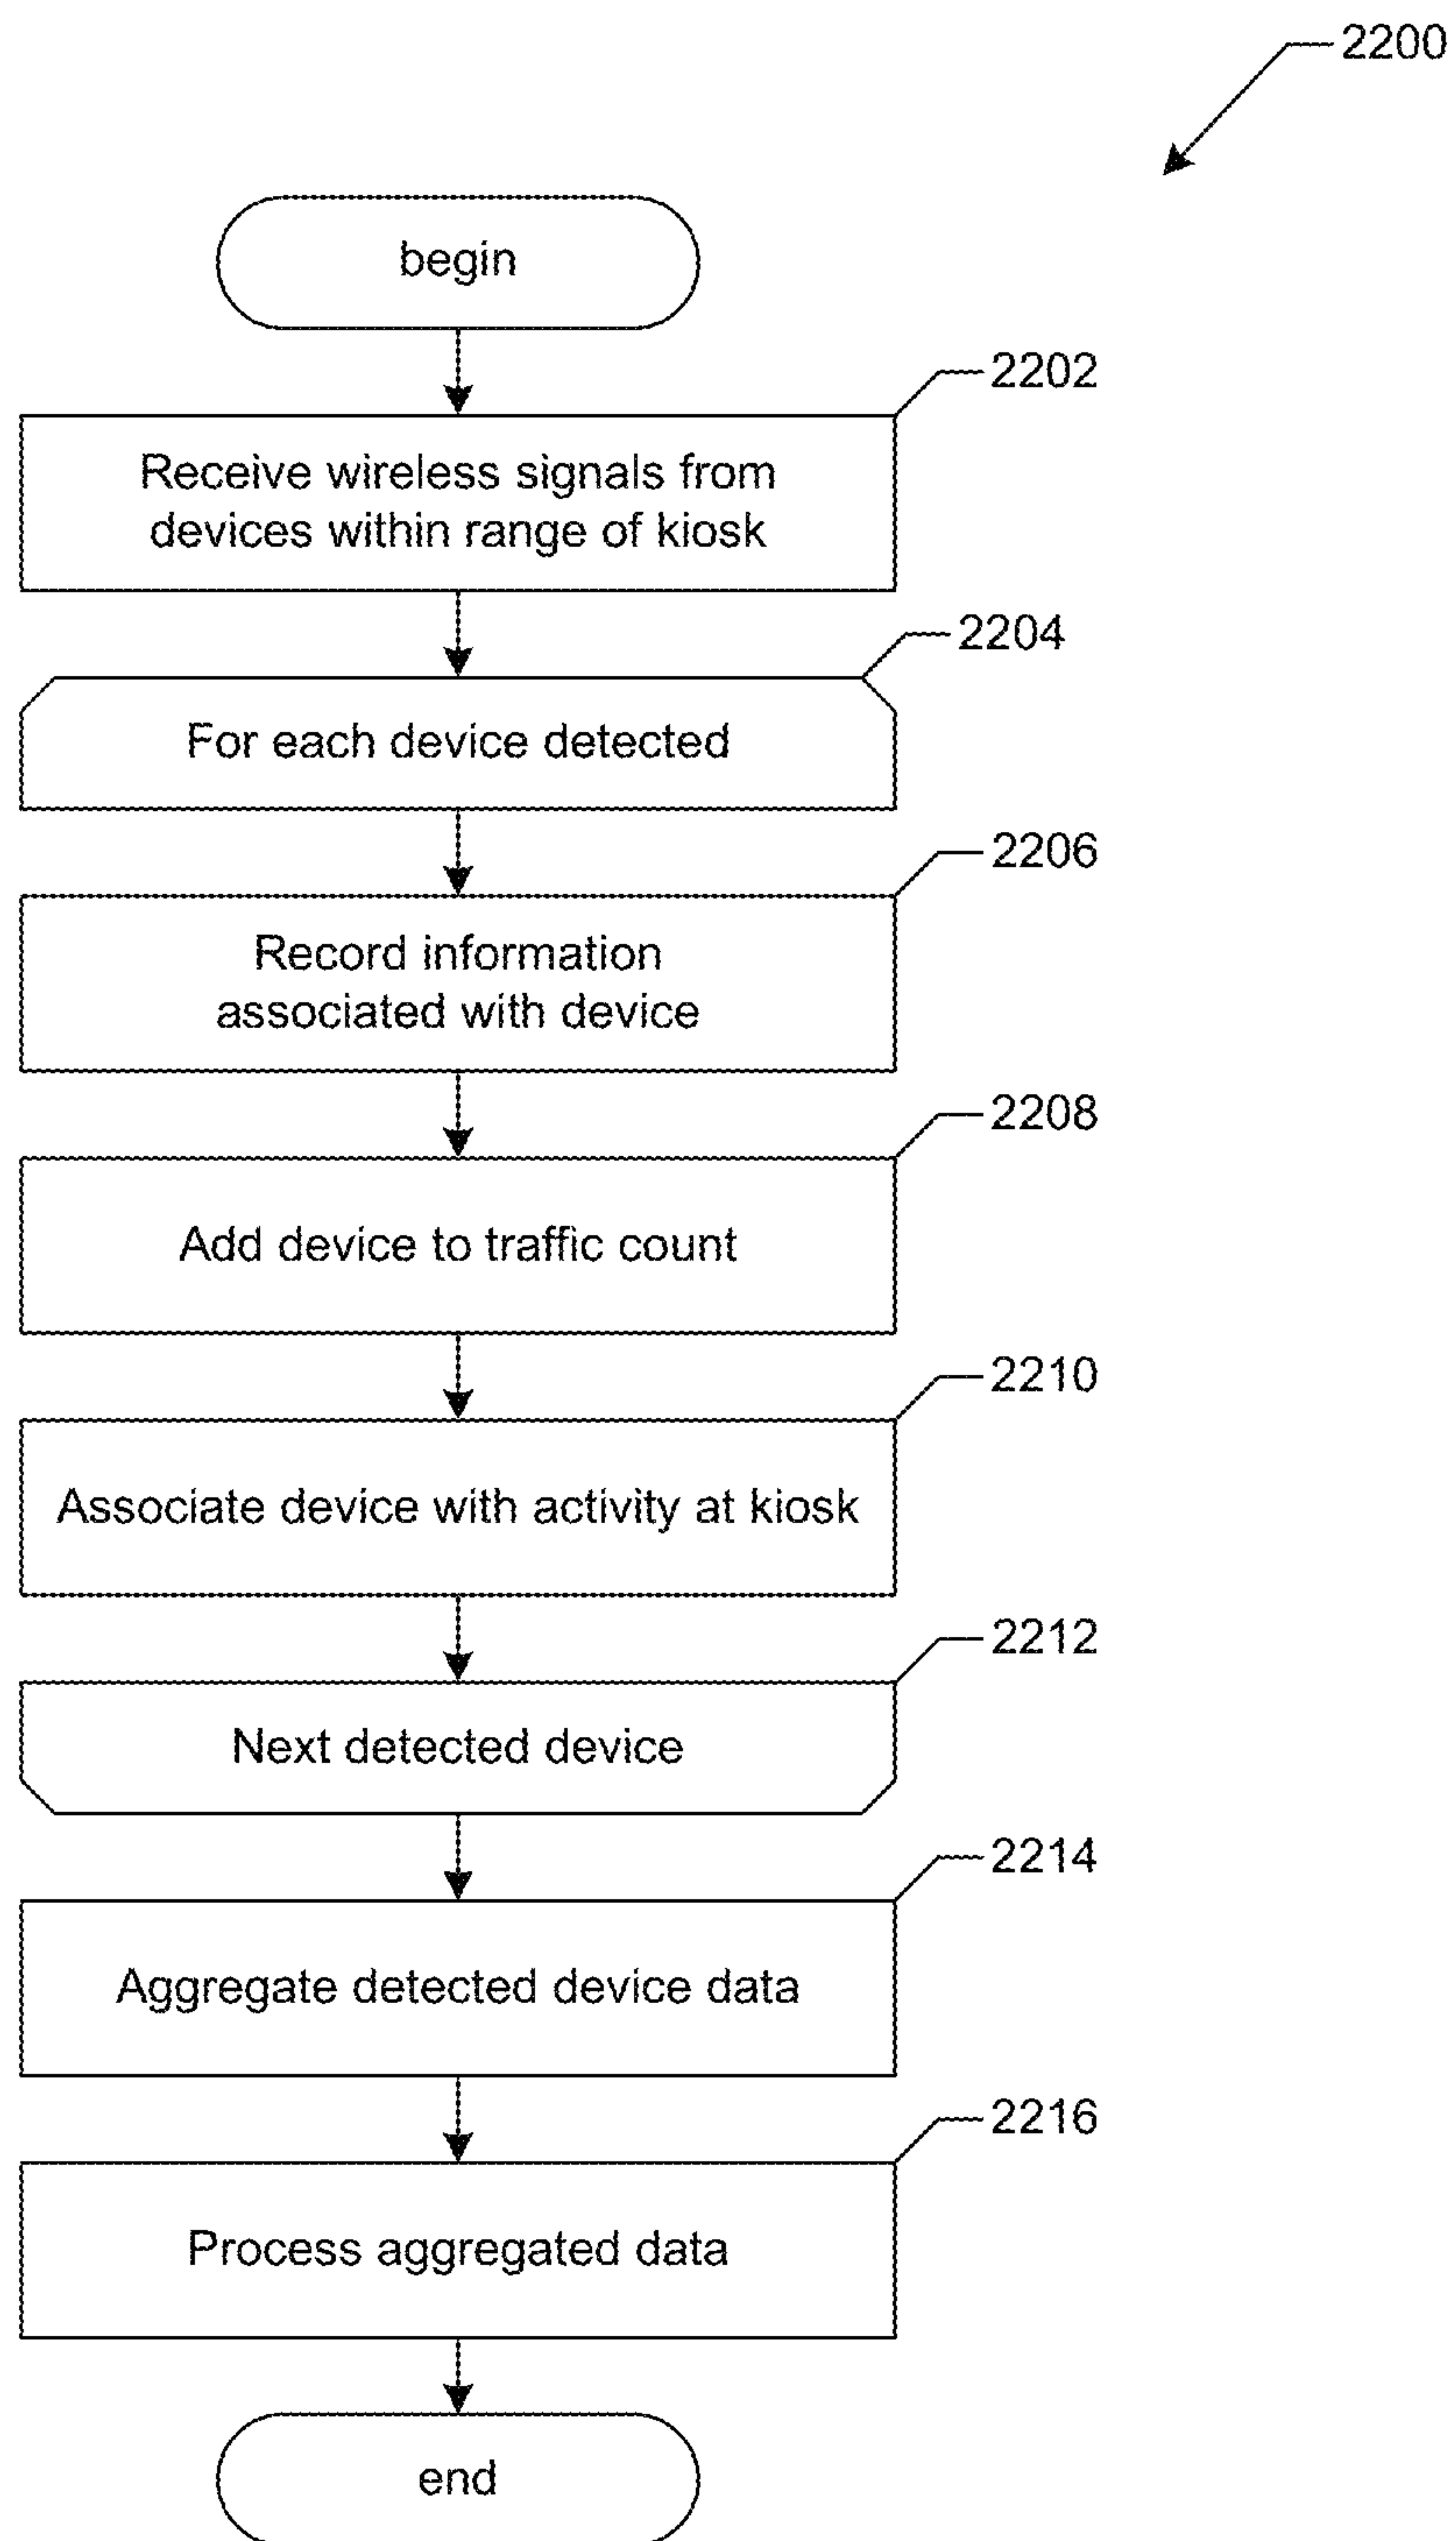 2200
begin
2202
Receive wireless signals from
devices within range of kiosk
2204
For each device detected
2206
Record information
associated with device
2208
Add device to traffic count
2210
Associate device with activity at kiosk
2212
Next detected device
2214
Aggregate detected device data
2216
Process aggregated data
end